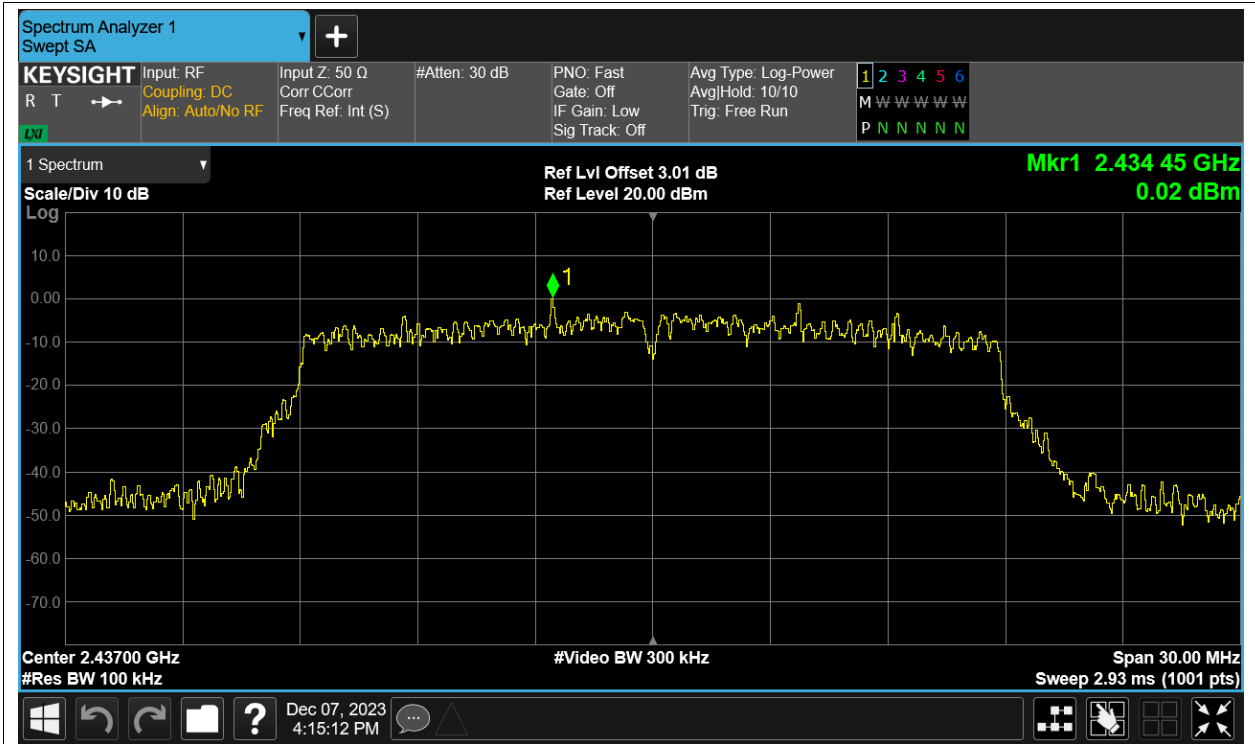 Spectrum Analyzer 1
Swept SA
+
KEYSIGHT
R T
LXI
Input: RF
Coupling: DC
Align: Auto/No RF
Input Z: 50 Ω
Corr CCorr
Freq Ref: Int (S)
#Atten: 30 dB
PNO: Fast
Gate: Off
IF Gain: Low
Sig Track: Off
Avg Type: Log-Power
Avg|Hold: 10/10
Trig: Free Run
1 2 3 4 5 6
M W W W W W
P N N N N N
1 Spectrum
Scale/Div 10 dB
Ref Lvl Offset 3.01 dB
Ref Level 20.00 dBm
Mkr1 2.434 45 GHz
0.02 dBm
Log
10.0
0.00
-10.0
-20.0
-30.0
-40.0
-50.0
-60.0
-70.0
1
Center 2.43700 GHz
#Res BW 100 kHz
#Video BW 300 kHz
Span 30.00 MHz
Sweep 2.93 ms (1001 pts)
?
Dec 07, 2023
4:15:12 PM